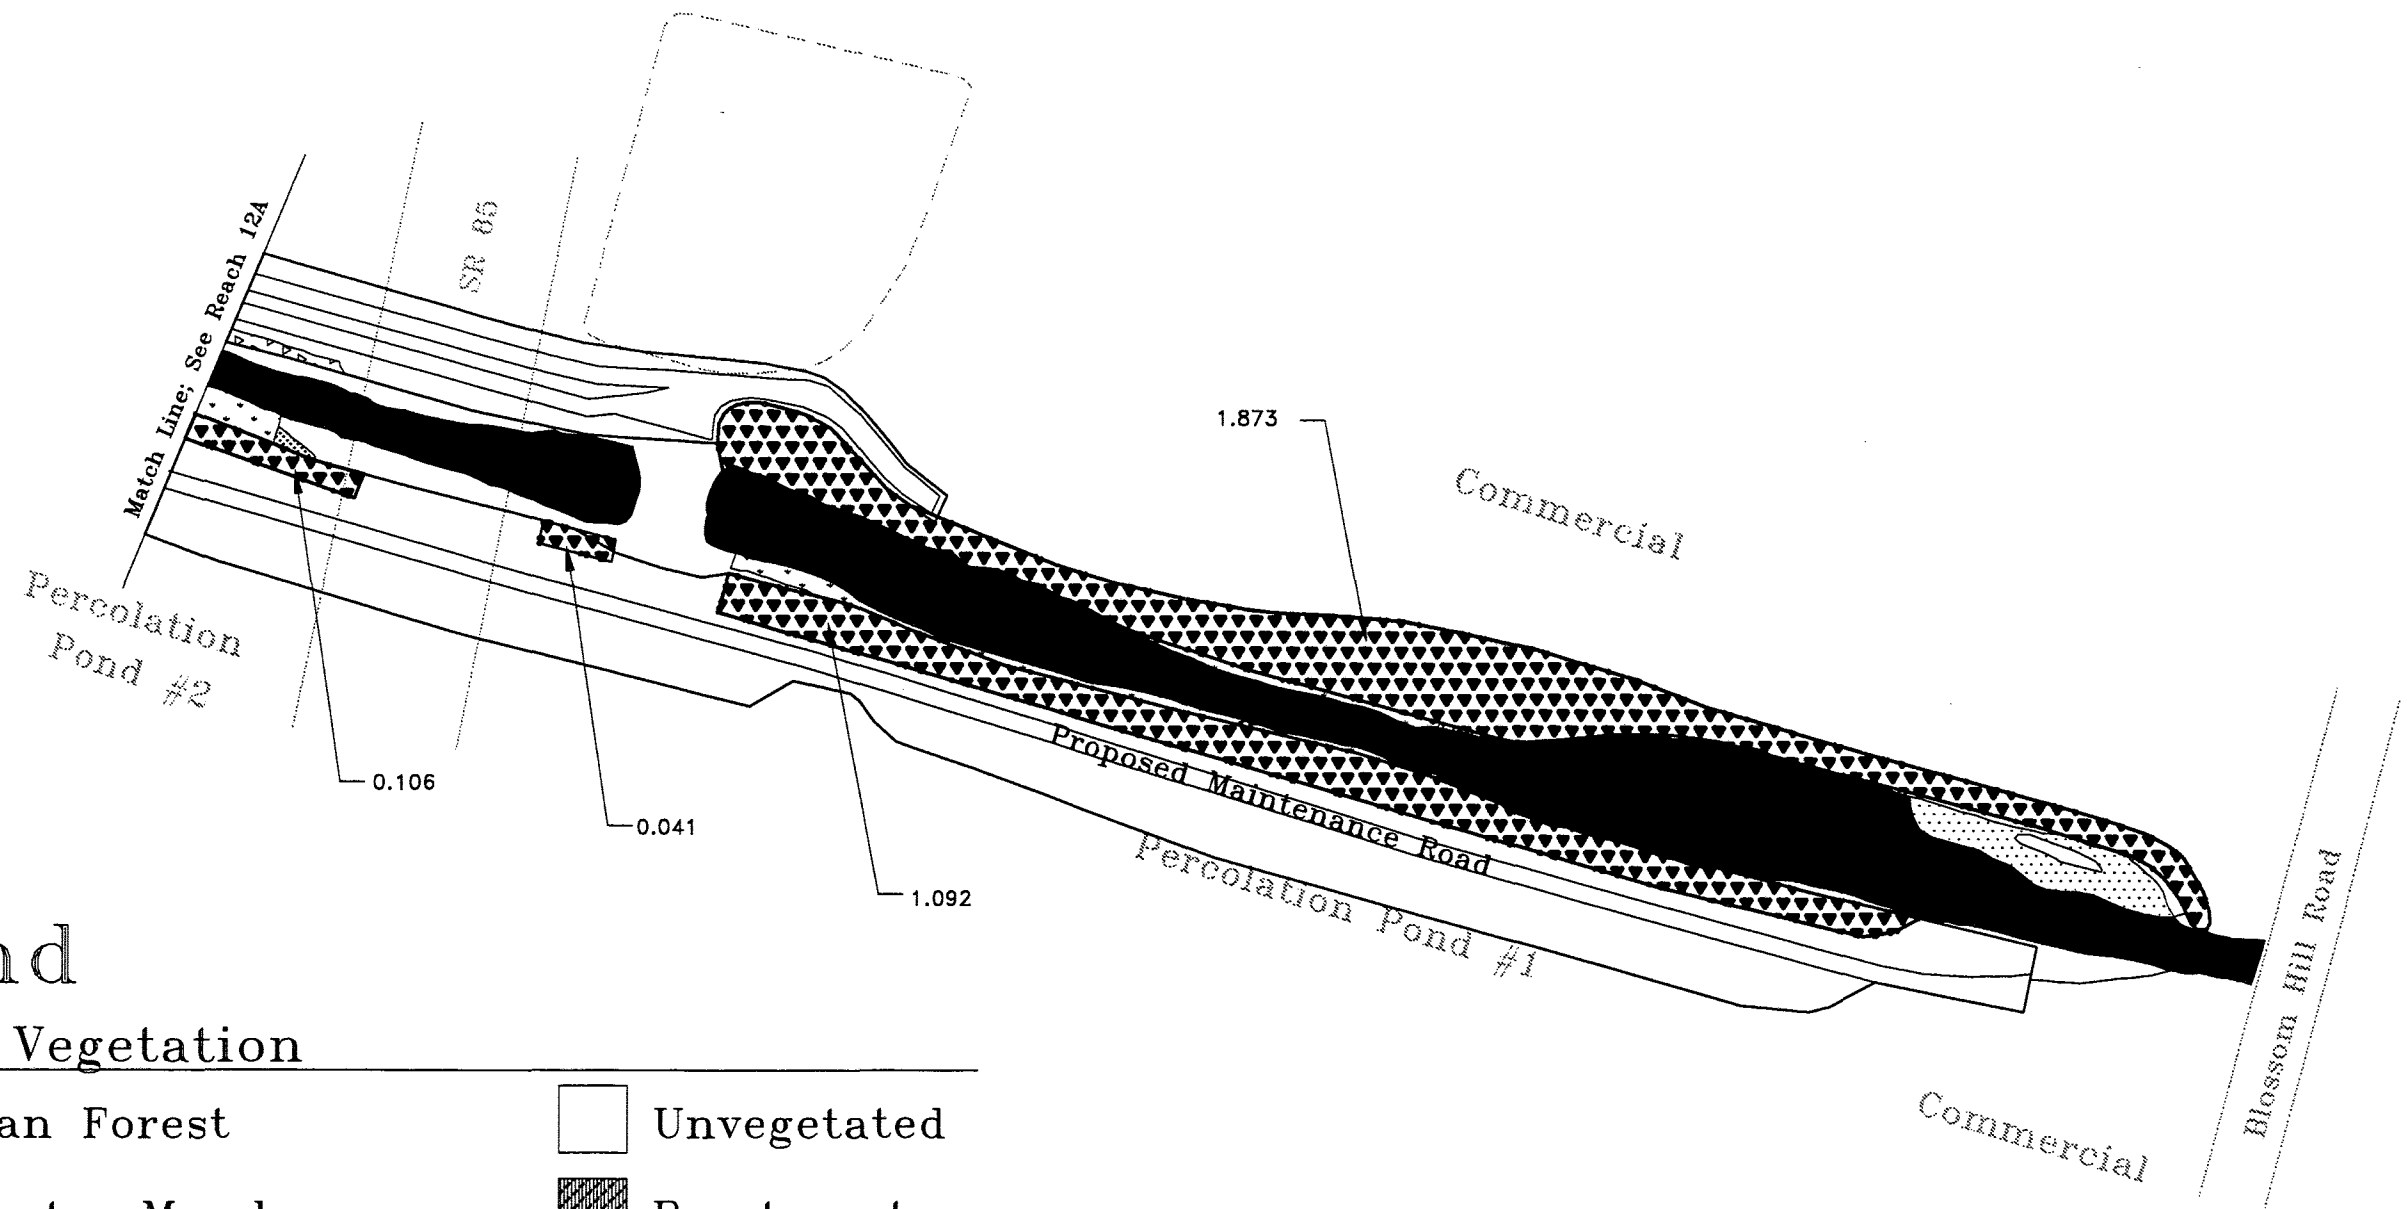 SR 85
Match Line; See Reach 12A
1.873
Commercial
Percolation
Pond #2
0.106
0.041
1.092
Proposed Maintenance Road
Percolation Pond #1
Blossom Hill Road
Commercial
nd
Vegetation
an Forest
Unvegetated